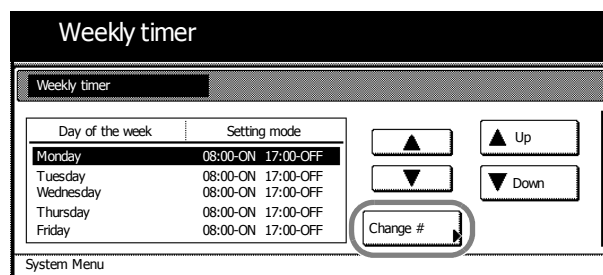 Weekly timer
Weekly timer
Day of the week Setting mode
Monday 08:00-ON 17:00-OFF
Tuesday 08:00-ON 17:00-OFF
Wednesday 08:00-ON 17:00-OFF
Thursday 08:00-ON 17:00-OFF
Friday 08:00-ON 17:00-OFF
Up
Down
Change #
System Menu